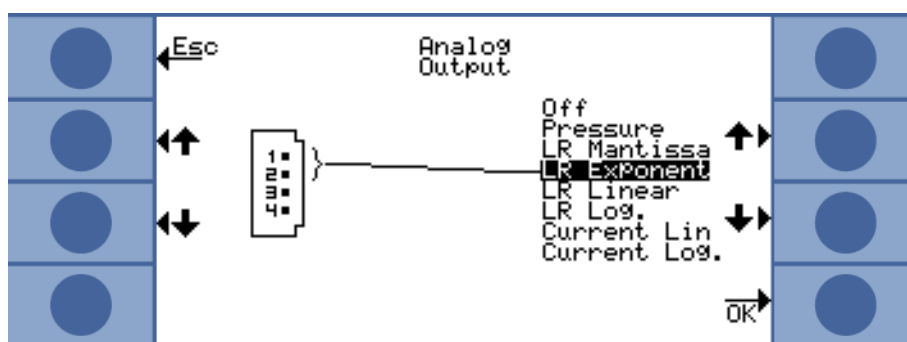 Esc
Analog
Output
Off
Pressure
LR Mantissa
LR Exponent
LR Linear
LR Log.
Current Lin
Current Log.
1
2
3
4
OK